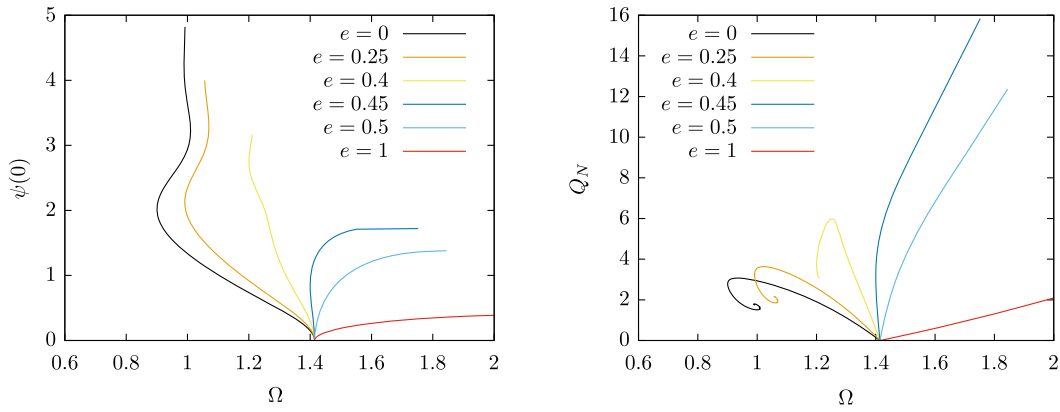 5
4
3
2
1
0
ψ(0)
0.6 0.8 1 1.2 1.4 1.6 1.8 2
Ω
e = 0
e = 0.25
e = 0.4
e = 0.45
e = 0.5
e = 1
16
14
12
10
8
6
4
2
0
Q_N
0.6 0.8 1 1.2 1.4 1.6 1.8 2
Ω
e = 0
e = 0.25
e = 0.4
e = 0.45
e = 0.5
e = 1